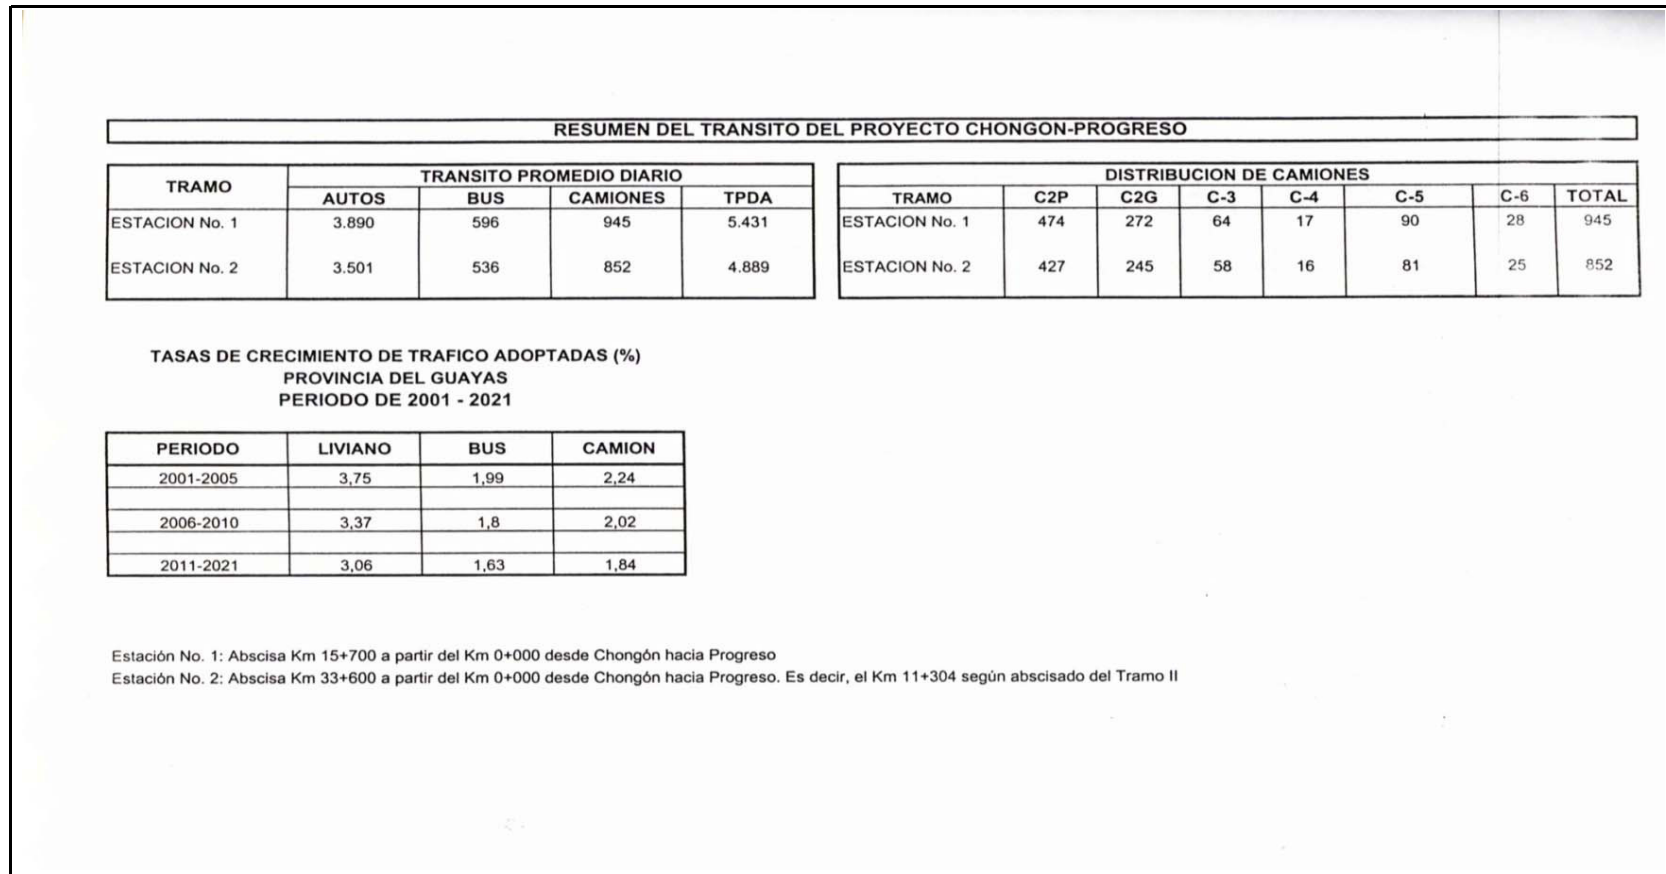 RESUMEN DEL TRANSITO DEL PROYECTO CHONGON-PROGRESO
TRAMO TRANSITO PROMEDIO DIARIO
AUTOS BUS CAMIONES TPDA
ESTACION No. 1 3.890 596 945 5.431
ESTACION No. 2 3.501 536 852 4.889
DISTRIBUCION DE CAMIONES
TRAMO C2P C2G C-3 C-4 C-5 C-6 TOTAL
ESTACION No. 1 474 272 64 17 90 28 945
ESTACION No. 2 427 245 58 16 81 25 852
TASAS DE CRECIMIENTO DE TRAFICO ADOPTADAS (%)
PROVINCIA DEL GUAYAS
PERIODO DE 2001 - 2021
PERIODO LIVIANO BUS CAMION
2001-2005 3,75 1,99 2,24
2006-2010 3,37 1,8 2,02
2011-2021 3,06 1,63 1,84
Estación No. 1: Abscisa Km 15+700 a partir del Km 0+000 desde Chongón hacia Progreso
Estación No. 2: Abscisa Km 33+600 a partir del Km 0+000 desde Chongón hacia Progreso. Es decir, el Km 11+304 según abscisado del Tramo II